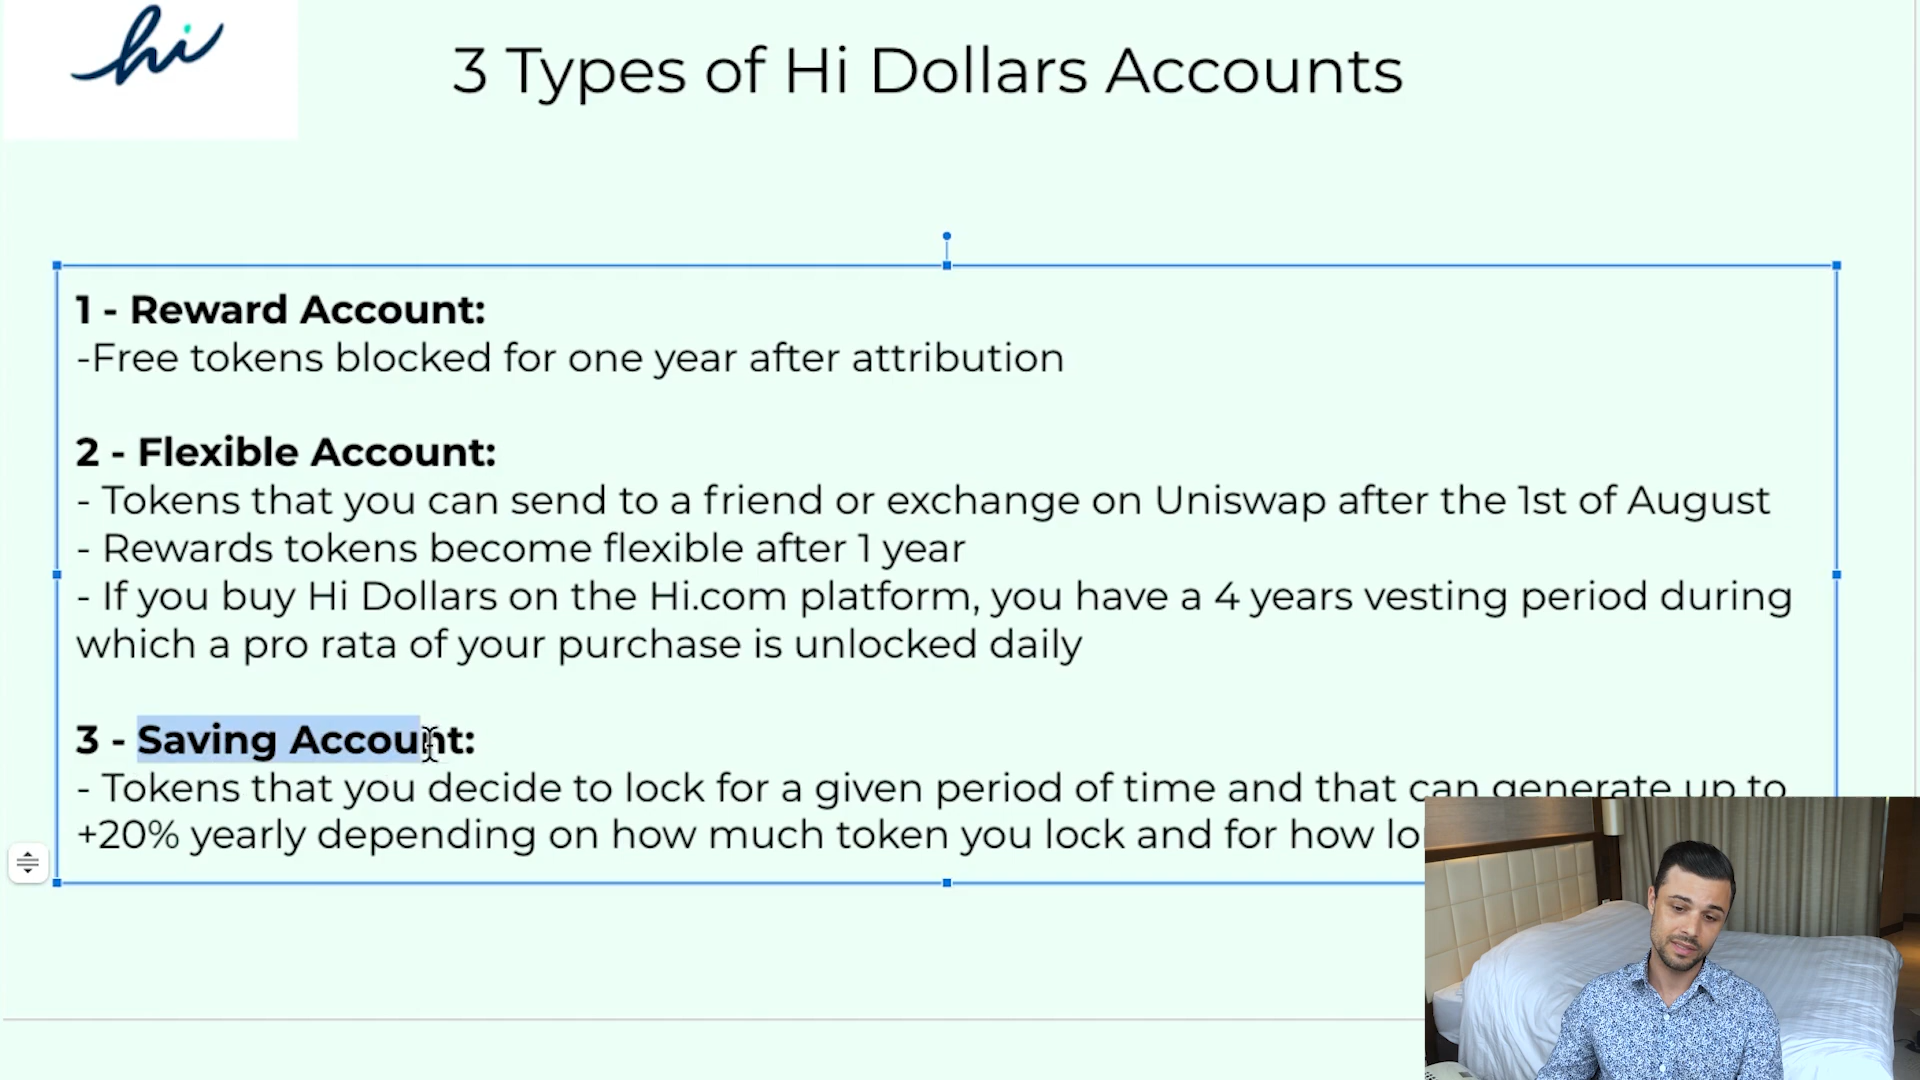 hi
3 Types of Hi Dollars Accounts
1 - Reward Account:
-Free tokens blocked for one year after attribution
2 - Flexible Account:
- Tokens that you can send to a friend or exchange on Uniswap after the 1st of August
- Rewards tokens become flexible after 1 year
- If you buy Hi Dollars on the Hi.com platform, you have a 4 years vesting period during
which a pro rata of your purchase is unlocked daily
3 - Saving Account:
- Tokens that you decide to lock for a given period of time and that can generate up to
+20% yearly depending on how much token you lock and for how